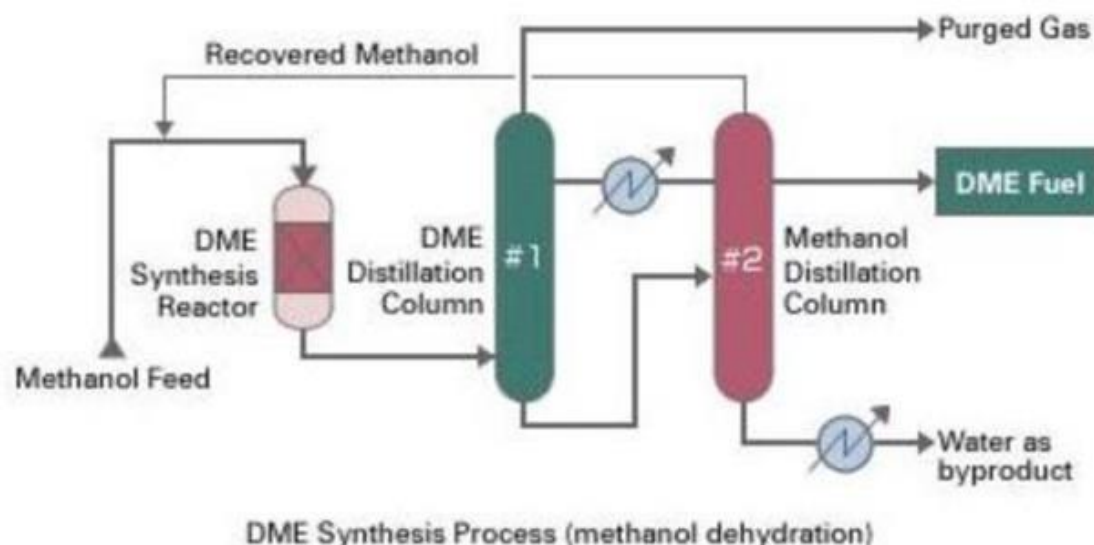 Purged Gas
Recovered Methanol
DME Fuel
DME
Synthesis
Reactor
DME
Distillation
Column
#1
#2
Methanol
Distillation
Column
Methanol Feed
Water as
byproduct
DME Synthesis Process (methanol dehydration)